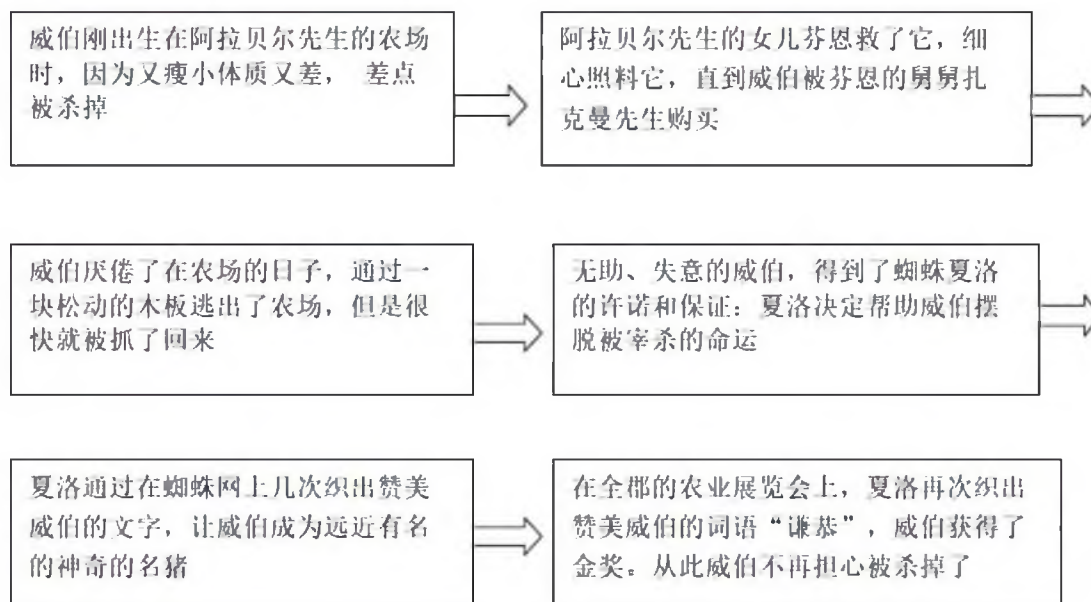 威伯刚出生在阿拉贝尔先生的农场
时，因为又瘦小体质又差， 差点
被杀掉
阿拉贝尔先生的女儿芬恩救了它，细
心照料它，直到威伯被芬恩的舅舅扎
克曼先生购买
威伯厌倦了在农场的日子，通过一
块松动的木板逃出了农场，但是很
快就被抓了回来
无助、失意的威伯，得到了蜘蛛夏洛
的许诺和保证：夏洛决定帮助威伯摆
脱被宰杀的命运
夏洛通过在蜘蛛网上几次织出赞美
威伯的文字，让威伯成为远近有名
的神奇的名猪
在全郡的农业展览会上，夏洛再次织出
赞美威伯的词语“谦恭”，威伯获得了
金奖。从此威伯不再担心被杀掉了